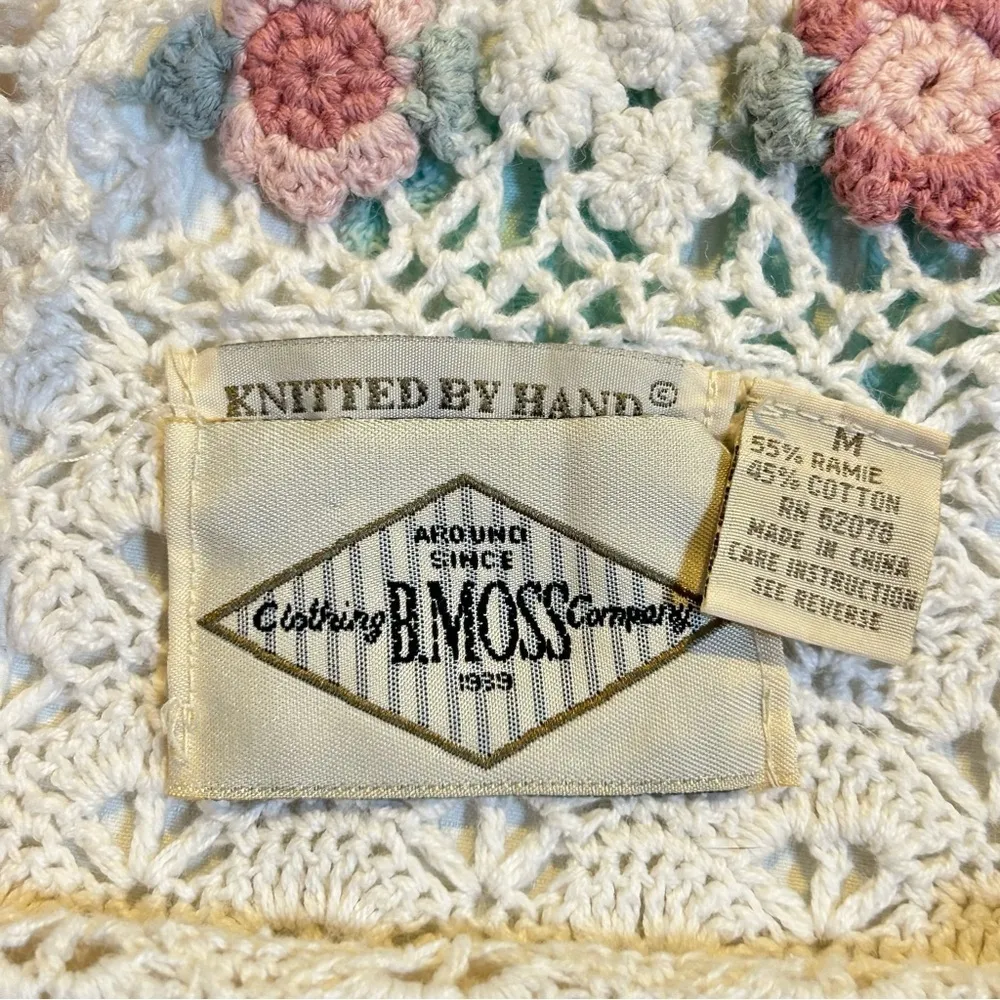 KNITTED BY HAND ©
AROUND
SINCE
Clothing B.MOSS Company
1939
M
55% RAMIE
45% COTTON
RN 62078
MADE IN CHINA
CARE INSTRUCTION
SEE REVERSE